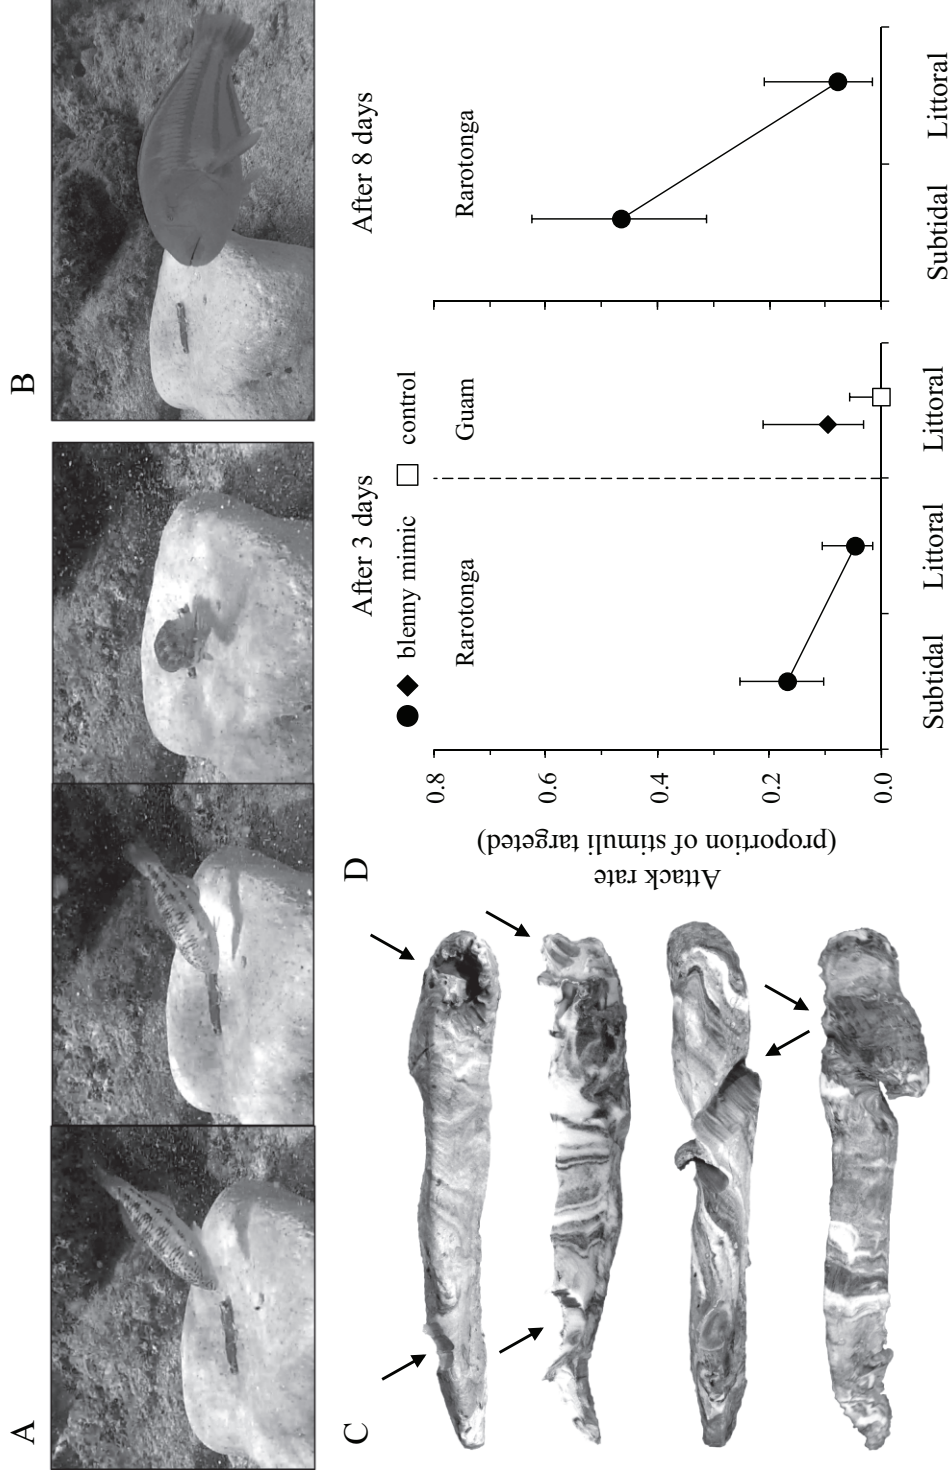 A
B
C
D
After 3 days
After 8 days
blenny mimic
control
Rarotonga
Guam
Rarotonga
Attack rate
(proportion of stimuli targeted)
0.8
0.6
0.4
0.2
0.0
Subtidal
Littoral
Littoral
Subtidal
Littoral